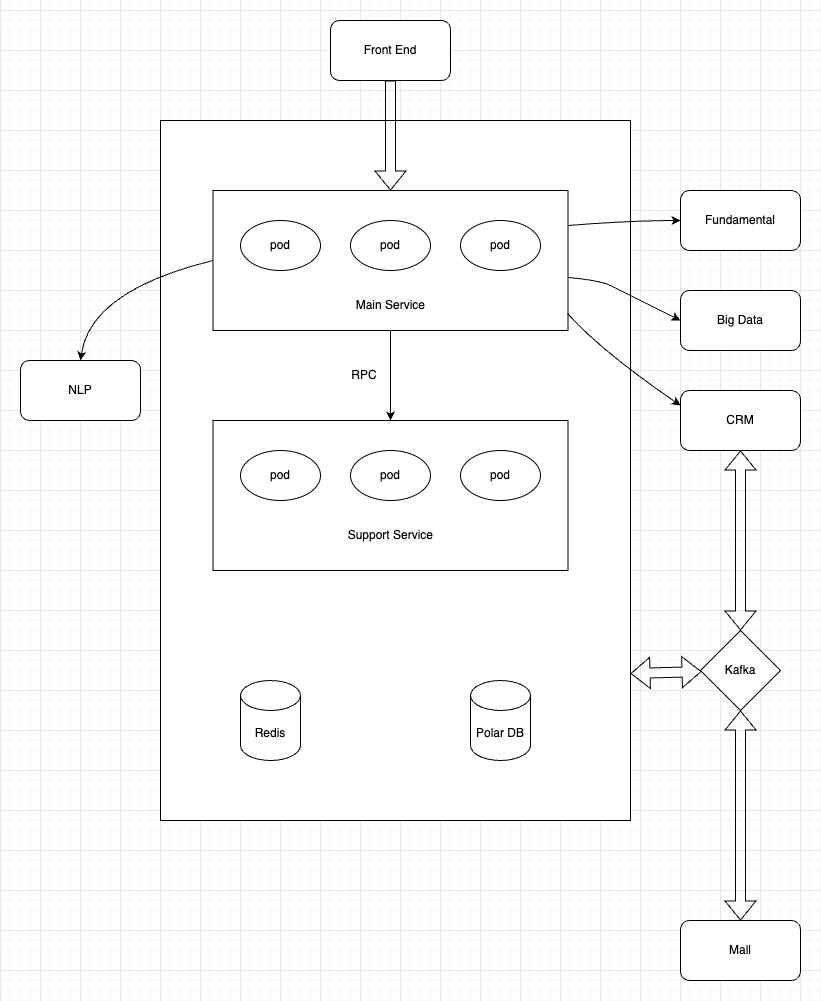 Front End
pod
pod
pod
Main Service
Fundamental
Big Data
NLP
RPC
CRM
pod
pod
pod
Support Service
Kafka
Redis
Polar DB
Mall